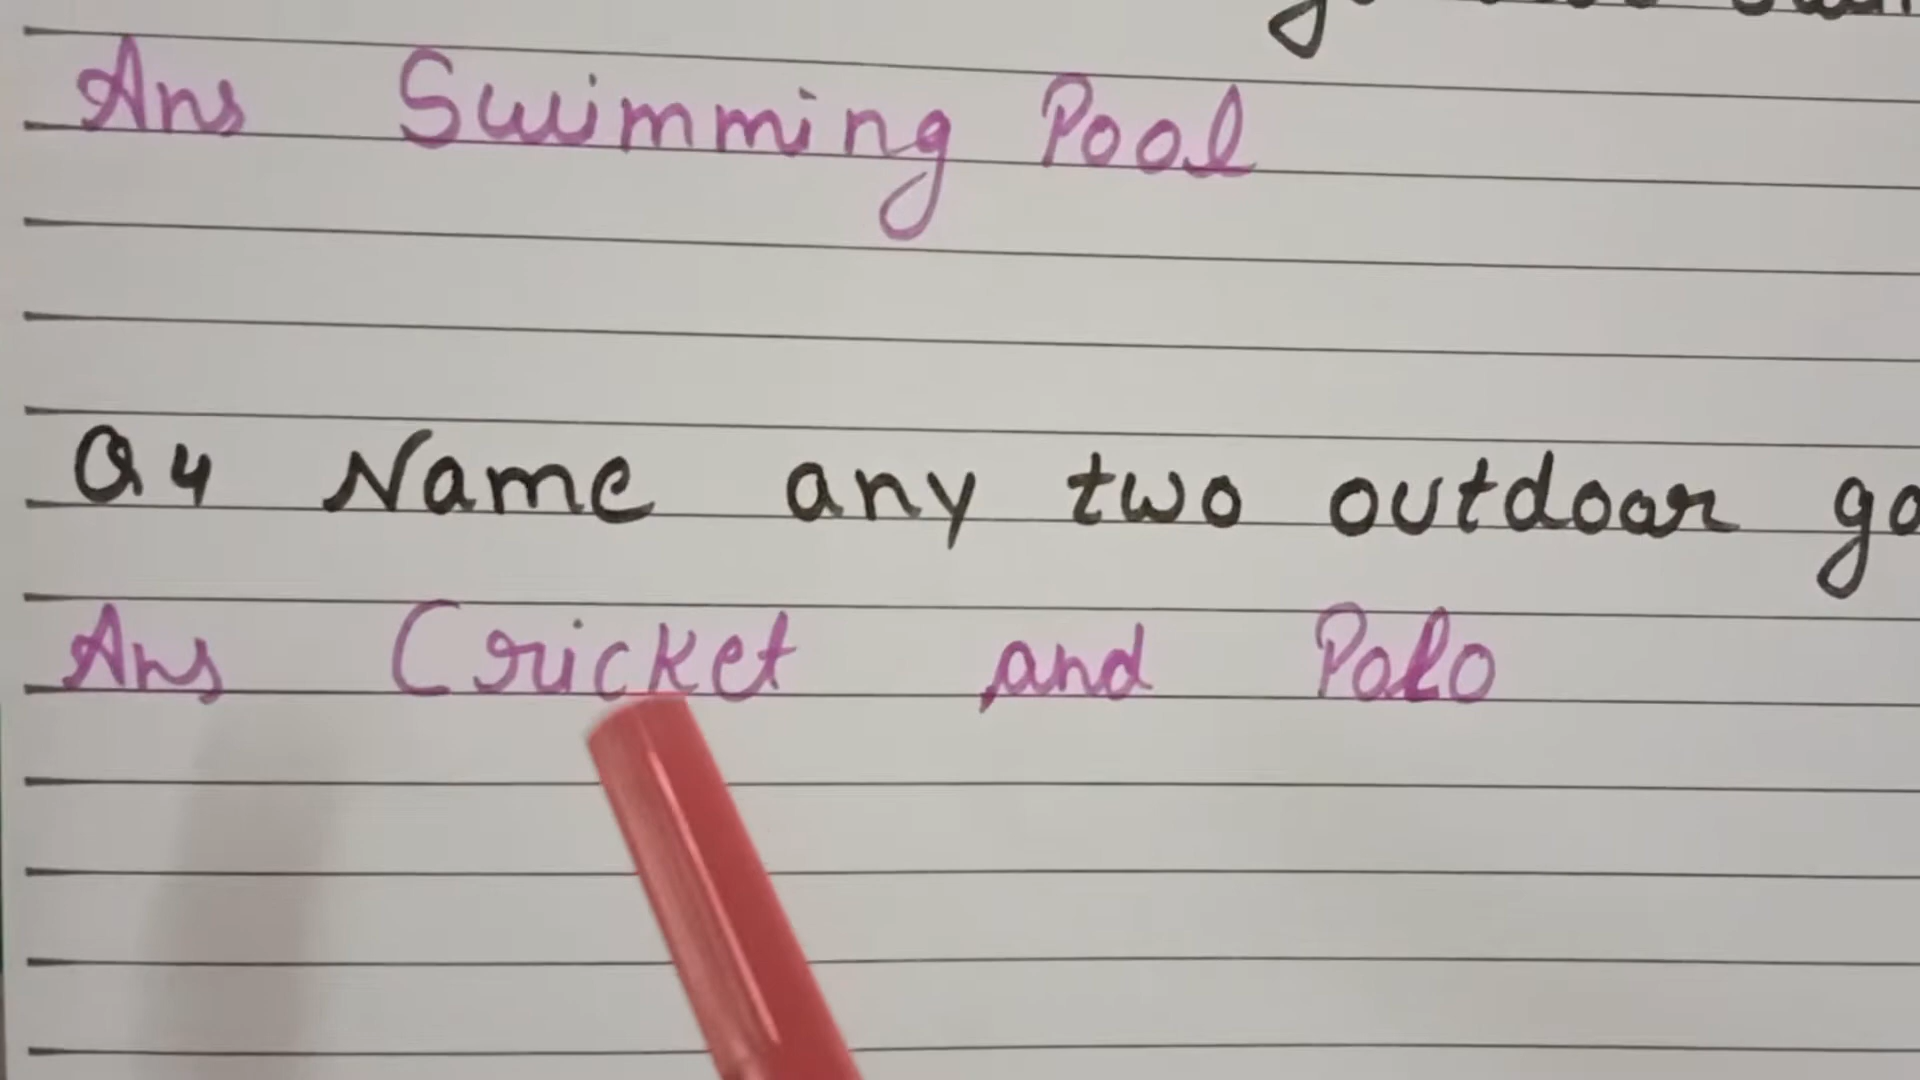 Ans Swimming Pool
Q4 Name any two outdoor
Ans Cricket and Polo